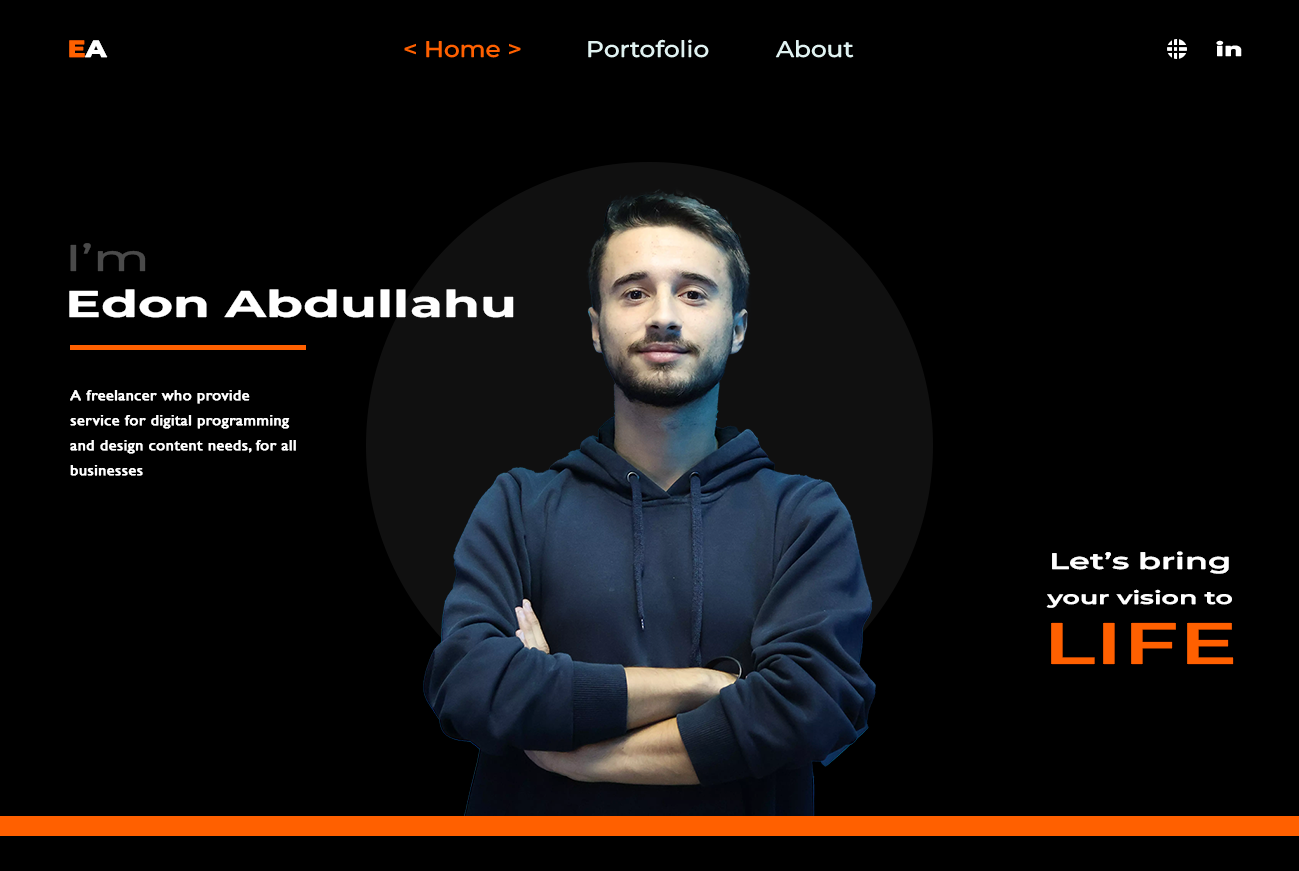 EA
< Home >
Portofolio
About
in
I'm
Edon Abdullahu
A freelancer who provide
service for digital programming
and design content needs, for all
businesses
Let's bring
your vision to
LIFE